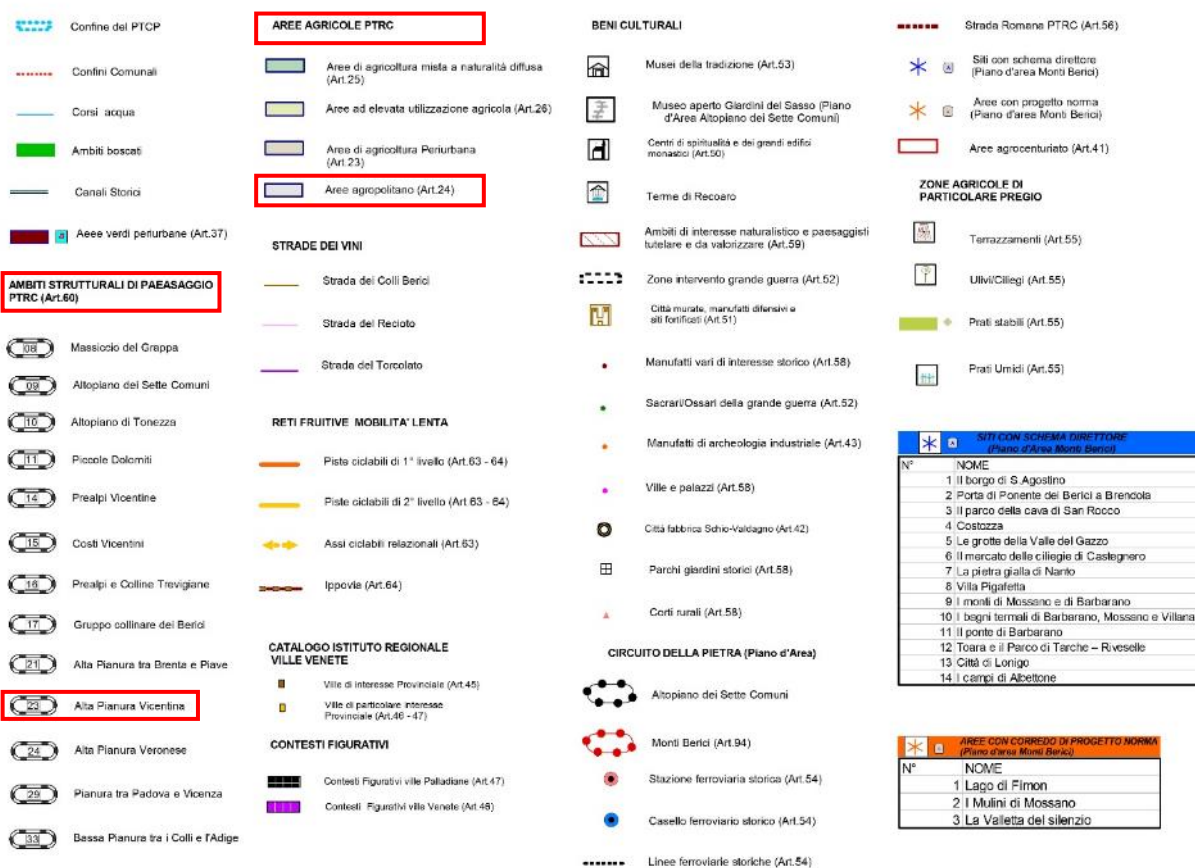 Confine del PTCP
Confini Comunali
Corsi acqua
Ambiti boscati
Canali Storici
Aeee verdi periurbane (Art.37)
AMBITI STRUTTURALI DI PAEASAGGIO
PTRC (Art.60)
08 Massiccio del Grappa
09 Altopiano dei Sette Comuni
10 Altopiano di Tonezza
11 Piccole Dolomiti
14 Prealpi Vicentine
15 Costi Vicentini
16 Prealpi e Colline Trevigiane
17 Gruppo collinare dei Berici
21 Alta Pianura tra Brenta e Piave
23 Alta Pianura Vicentina
24 Alta Pianura Veronese
29 Pianura tra Padova e Vicenza
33 Bassa Pianura tra i Colli e l'Adige
AREE AGRICOLE PTRC
Aree di agricoltura mista a naturalità diffusa
(Art.25)
Aree ad elevata utilizzazione agricola (Art.26)
Aree di agricoltura Periurbana
(Art.23)
Aree agropolitano (Art.24)
STRADE DEI VINI
Strada dei Colli Berici
Strada del Recioto
Strada del Torcolato
RETI FRUITIVE MOBILITA' LENTA
Piste ciclabili di 1° livello (Art.63 - 64)
Piste ciclabili di 2° livello (Art.63 - 64)
Assi ciclabili relazionali (Art.63)
Ippovie (Art.64)
CATALOGO ISTITUTO REGIONALE
VILLE VENETE
Ville di interesse Provinciale (Art.45)
Ville di particolare interesse
Provinciale (Art.46 - 47)
CONTESTI FIGURATIVI
Contesti Figurativi ville Palladiane (Art.47)
Contesti Figurativi ville Venete (Art.46)
BENI CULTURALI
Musei della tradizione (Art.53)
Museo aperto Giardini del Sasso (Piano
d'Area Altopiano dei Sette Comuni)
Centri di spiritualità e dei grandi edifici
monastici (Art.50)
Terme di Recoaro
Ambiti di interesse naturalistico e paesaggisti
tutelare e da valorizzare (Art.59)
Zone intervento grande guerra (Art.52)
Città murate, manufatti difensivi e
siti fortificati (Art.51)
Manufatti vari di interesse storico (Art.58)
Sacrari/Ossari della grande guerra (Art.52)
Manufatti di archeologia industriale (Art.43)
Ville e palazzi (Art.58)
Città fabbrica Schio-Valdagno (Art.42)
Parchi giardini storici (Art.58)
Corti rurali (Art.58)
CIRCUITO DELLA PIETRA (Piano d'Area)
Altopiano dei Sette Comuni
Monti Berici (Art.94)
Stazione ferroviaria storica (Art.54)
Casello ferroviario storico (Art.54)
Linee ferroviarie storiche (Art.54)
Strada Romana PTRC (Art.56)
Siti con schema direttore
(Piano d'area Monti Berici)
Aree con progetto norma
(Piano d'area Monti Berici)
Aree agrocenturiato (Art.41)
ZONE AGRICOLE DI
PARTICOLARE PREGIO
Terrazzamenti (Art.55)
Ulivi/Ciliegi (Art.55)
Prati stabili (Art.55)
Prati Umidi (Art.55)
SITI CON SCHEMA DIRETTORE
(Piano d'Area Monti Berici)
N° NOME
1 Il borgo di S.Agostino
2 Porta di Ponente dei Berici a Brendola
3 Il parco della cava di San Rocco
4 Costozza
5 Le grotte della Valle del Gazzo
6 Il mercato delle ciliegie di Castegnero
7 La pietra gialla di Nanto
8 Villa Pigafetta
9 I monti di Mossano e di Barbarano
10 I bagni termali di Barbarano, Mossano e Villana
11 Il ponte di Barbarano
12 Toara e il Parco di Tarche – Riveselle
13 Città di Lonigo
14 I campi di Albettone
AREE CON CORREDO DI PROGETTO NORMA
(Piano d'area Monti Berici)
N° NOME
1 Lago di Fimon
2 I Mulini di Mossano
3 La Valletta del silenzio